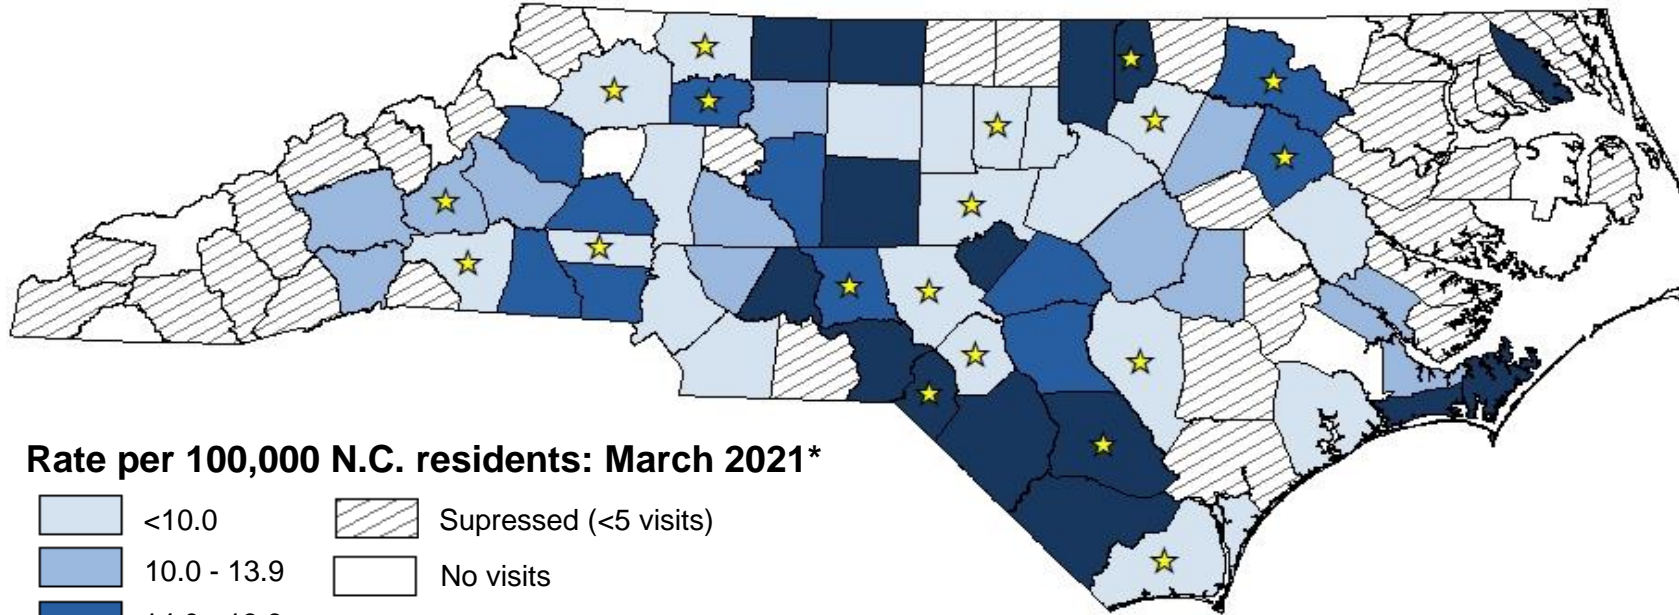 Rate per 100,000 N.C. residents: March 2021*
<10.0
Supressed (<5 visits)
10.0 - 13.9
No visits